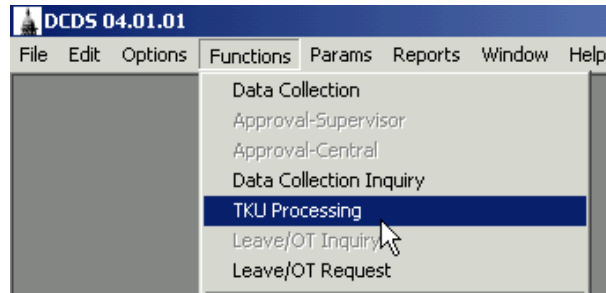 DCDS 04.01.01
File Edit Options Functions Params Reports Window Help
Data Collection
Approval-Supervisor
Approval-Central
Data Collection Inquiry
TKU Processing
Leave/OT Inquiry
Leave/OT Request